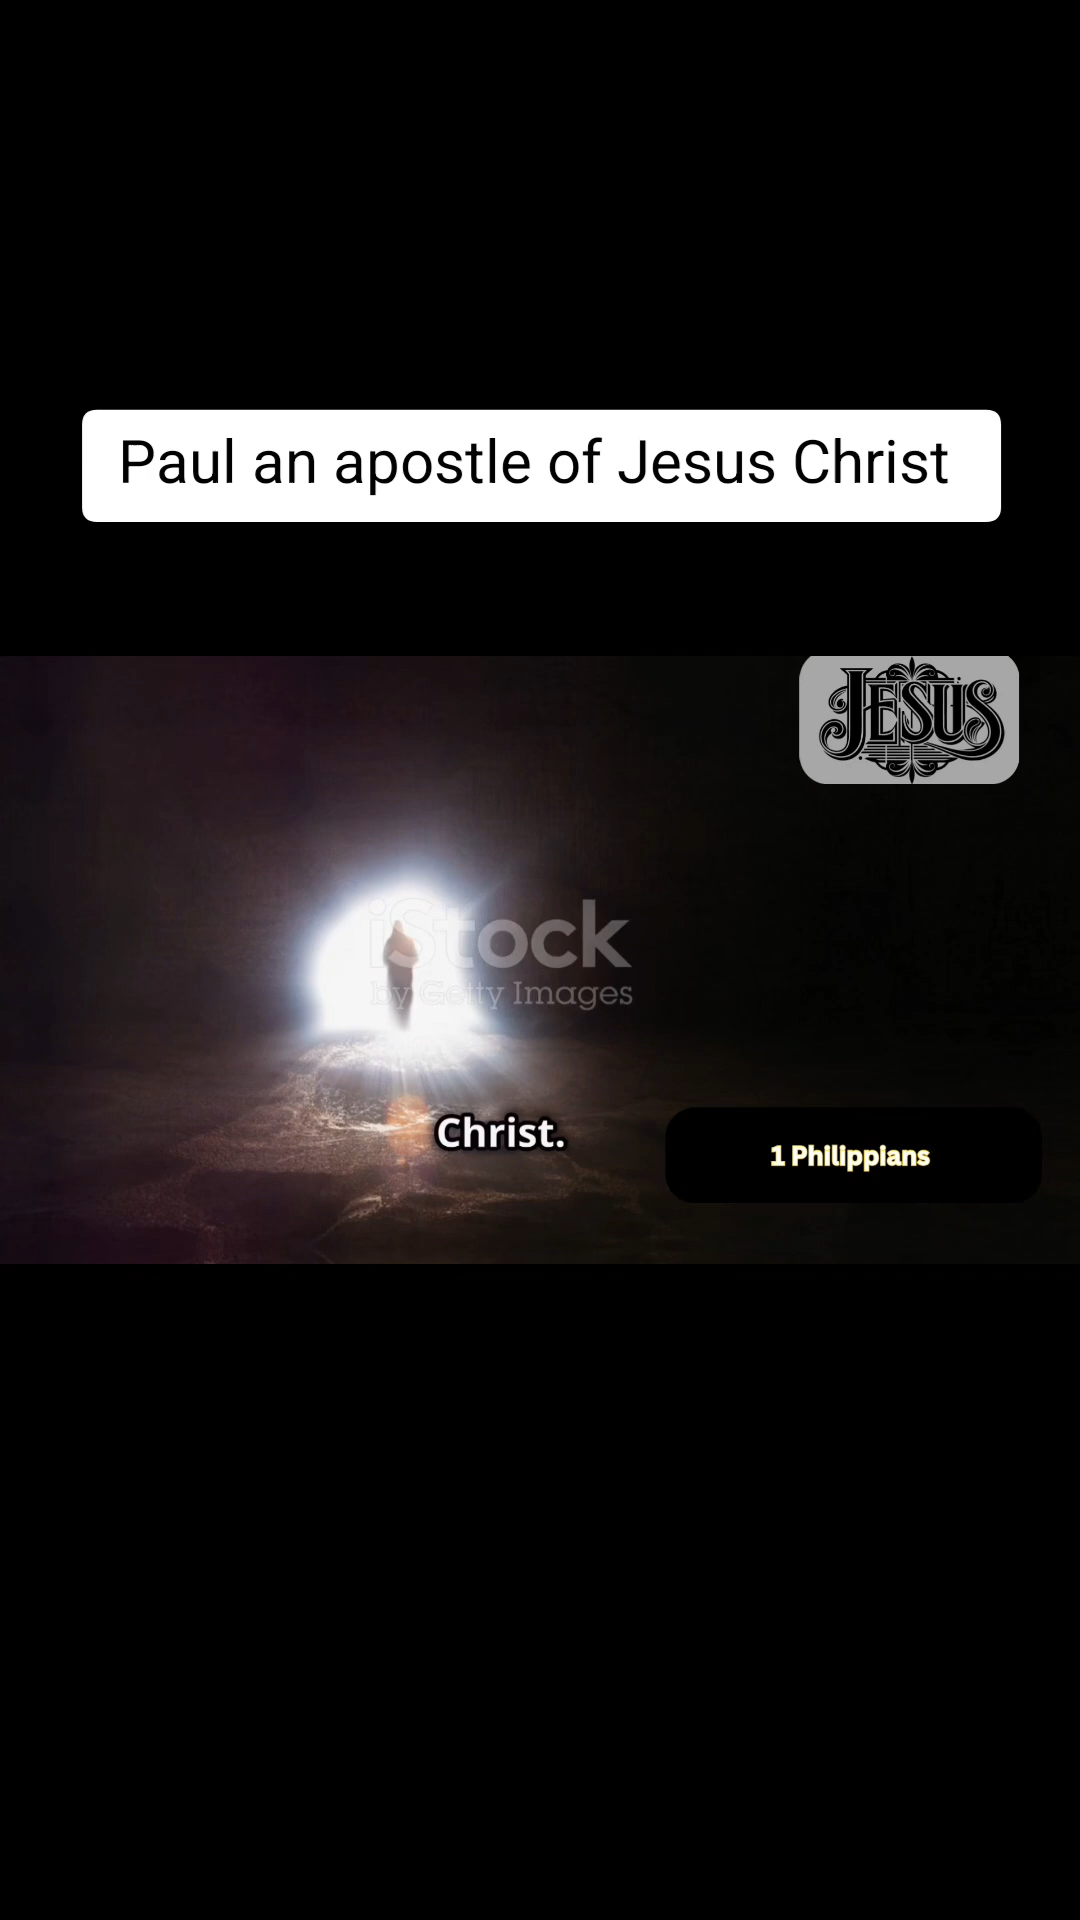 Paul an apostle of Jesus Christ
JESUS
iStock
by Getty Images
Christ.
1 Philippians